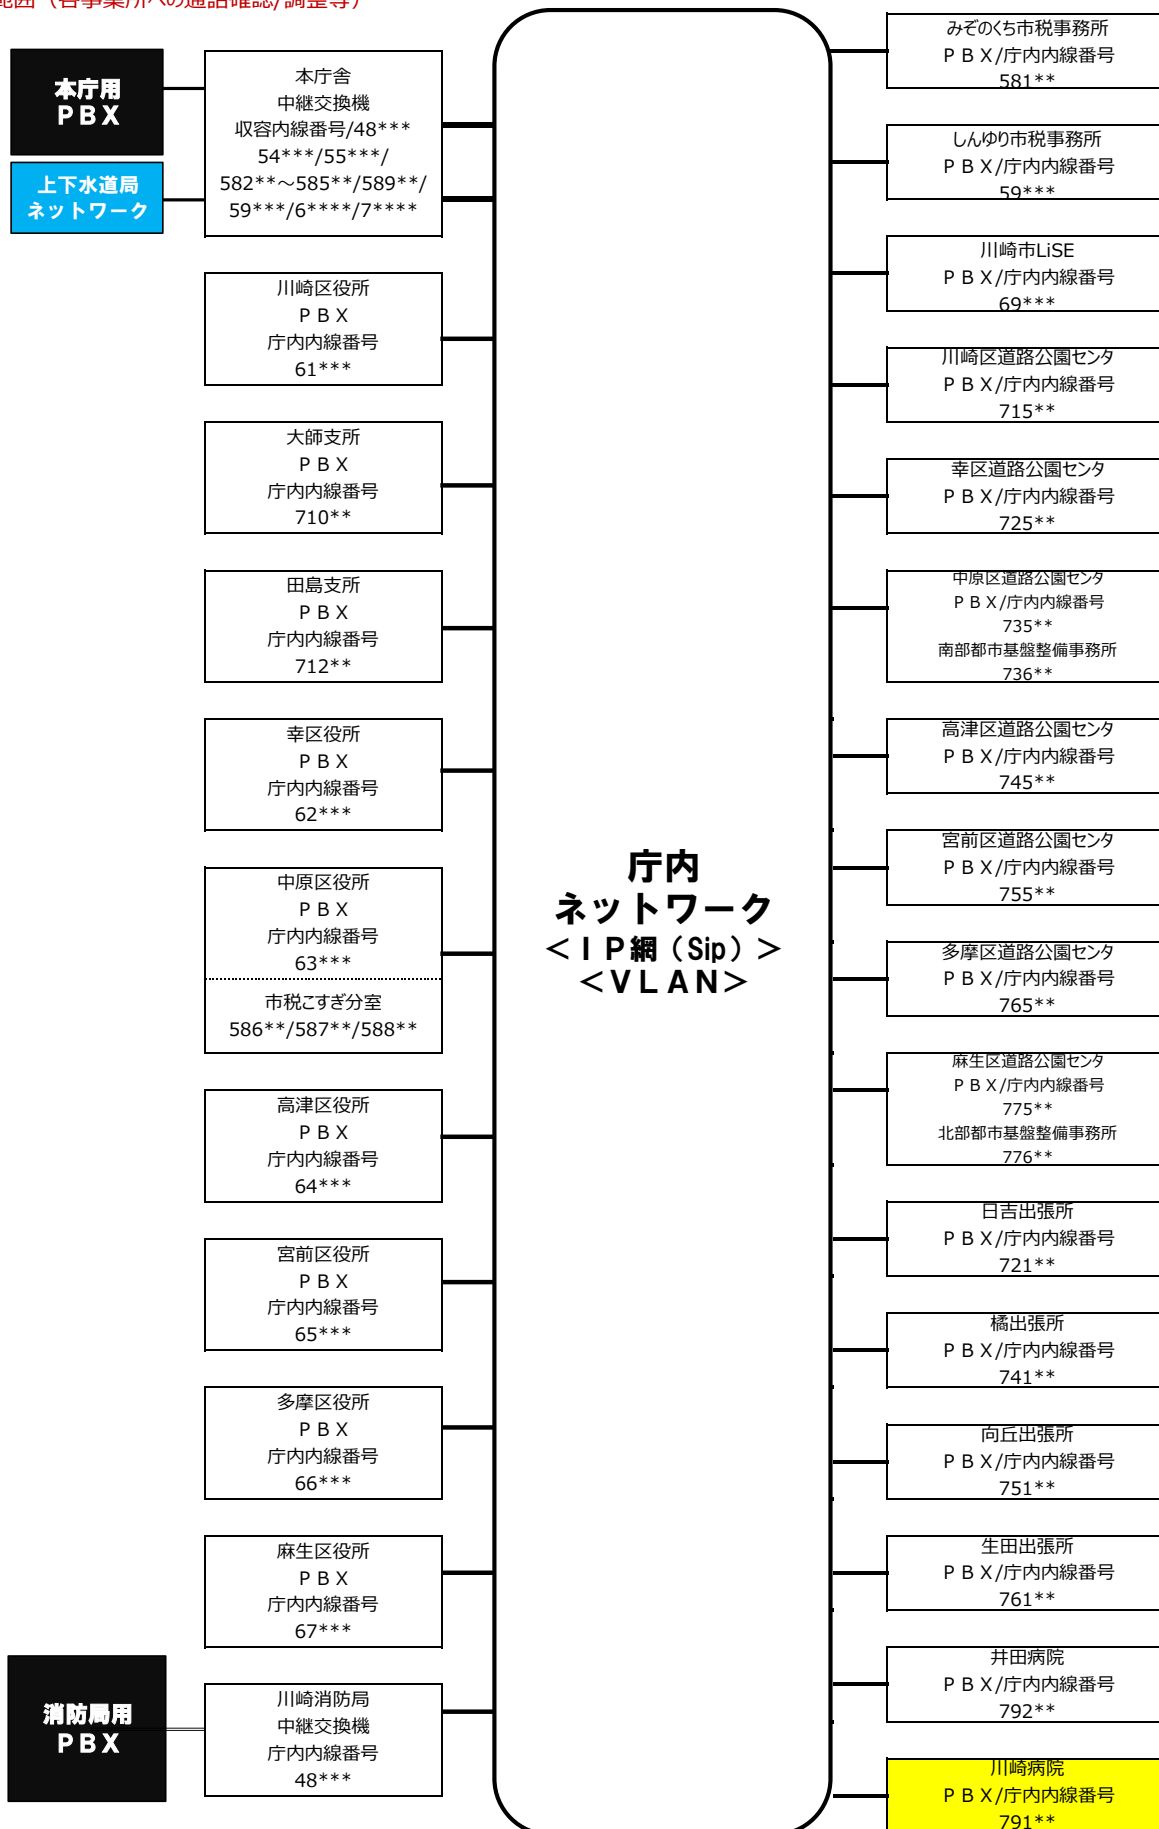 範囲（各事業所への通話確認/調整等）
本庁用
ＰＢＸ
上下水道局
ネットワーク
本庁舎
中継交換機
収容内線番号/48***
54***/55***/
582**～585**/589**/
59***/6****/7****
川崎区役所
ＰＢＸ
庁内内線番号
61***
大師支所
ＰＢＸ
庁内内線番号
710**
田島支所
ＰＢＸ
庁内内線番号
712**
幸区役所
ＰＢＸ
庁内内線番号
62***
中原区役所
ＰＢＸ
庁内内線番号
63***
市税こすぎ分室
586**/587**/588**
高津区役所
ＰＢＸ
庁内内線番号
64***
宮前区役所
ＰＢＸ
庁内内線番号
65***
多摩区役所
ＰＢＸ
庁内内線番号
66***
麻生区役所
ＰＢＸ
庁内内線番号
67***
消防局用
ＰＢＸ
川崎消防局
中継交換機
庁内内線番号
48***
庁内
ネットワーク
＜ＩＰ網（Sip）＞
＜ＶＬＡＮ＞
みぞのくち市税事務所
ＰＢＸ/庁内内線番号
581**
しんゆり市税事務所
ＰＢＸ/庁内内線番号
59***
川崎市LiSE
ＰＢＸ/庁内内線番号
69***
川崎区道路公園センタ
ＰＢＸ/庁内内線番号
715**
幸区道路公園センタ
ＰＢＸ/庁内内線番号
725**
中原区道路公園センタ
ＰＢＸ/庁内内線番号
735**
南部都市基盤整備事務所
736**
高津区道路公園センタ
ＰＢＸ/庁内内線番号
745**
宮前区道路公園センタ
ＰＢＸ/庁内内線番号
755**
多摩区道路公園センタ
ＰＢＸ/庁内内線番号
765**
麻生区道路公園センタ
ＰＢＸ/庁内内線番号
775**
北部都市基盤整備事務所
776**
日吉出張所
ＰＢＸ/庁内内線番号
721**
橘出張所
ＰＢＸ/庁内内線番号
741**
向丘出張所
ＰＢＸ/庁内内線番号
751**
生田出張所
ＰＢＸ/庁内内線番号
761**
井田病院
ＰＢＸ/庁内内線番号
792**
川崎病院
ＰＢＸ/庁内内線番号
791**